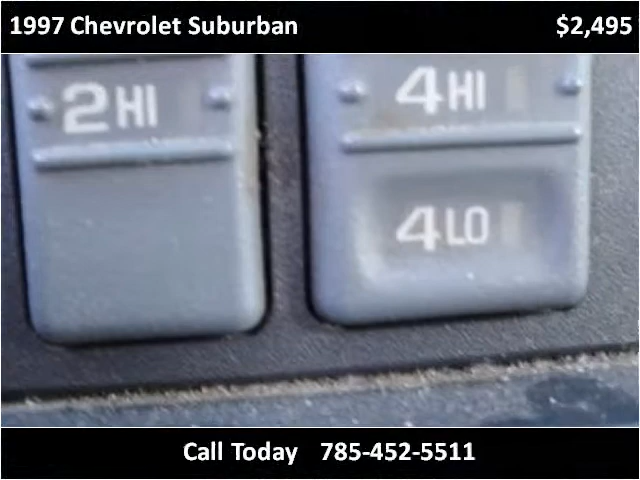 1997 Chevrolet Suburban $2,495
2HI 4HI
4LO
Call Today 785-452-5511